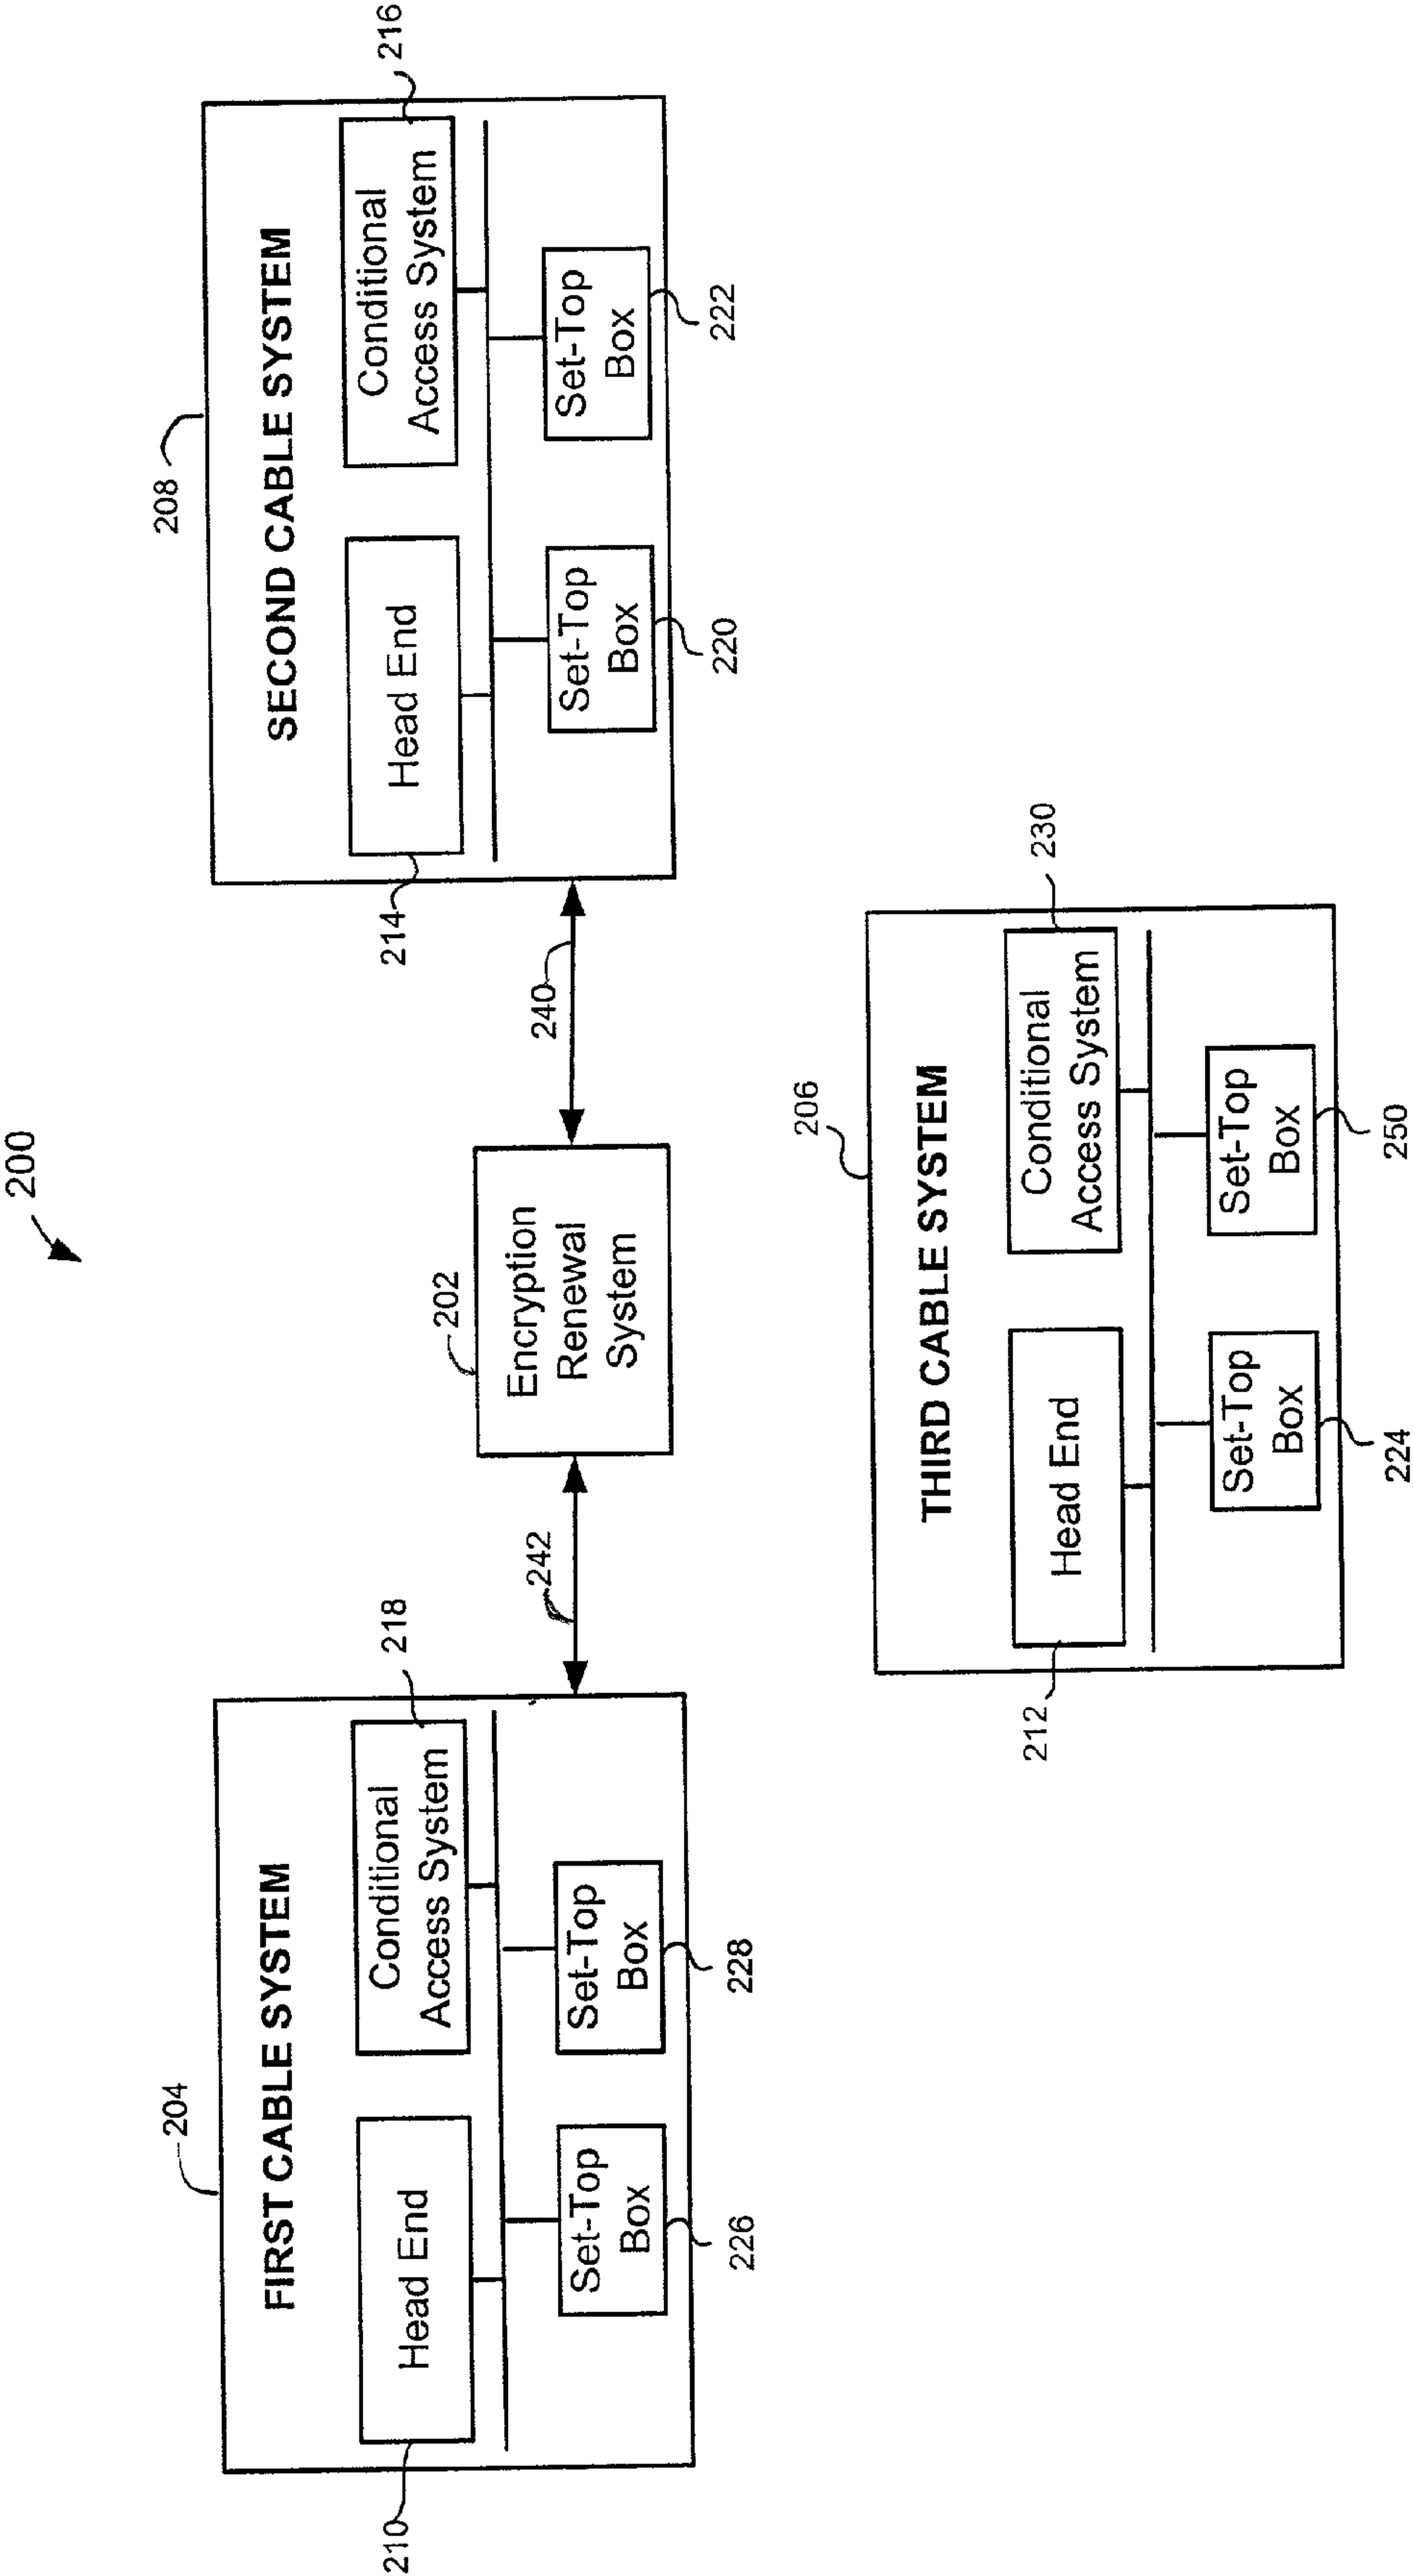 200
204
FIRST CABLE SYSTEM
210
Head End
218
Conditional
Access System
Set-Top
Box
226
Set-Top
Box
228
242
202
Encryption
Renewal
System
240
208
SECOND CABLE SYSTEM
214
Head End
216
Conditional
Access System
Set-Top
Box
220
Set-Top
Box
222
206
THIRD CABLE SYSTEM
212
Head End
230
Conditional
Access System
Set-Top
Box
224
Set-Top
Box
250